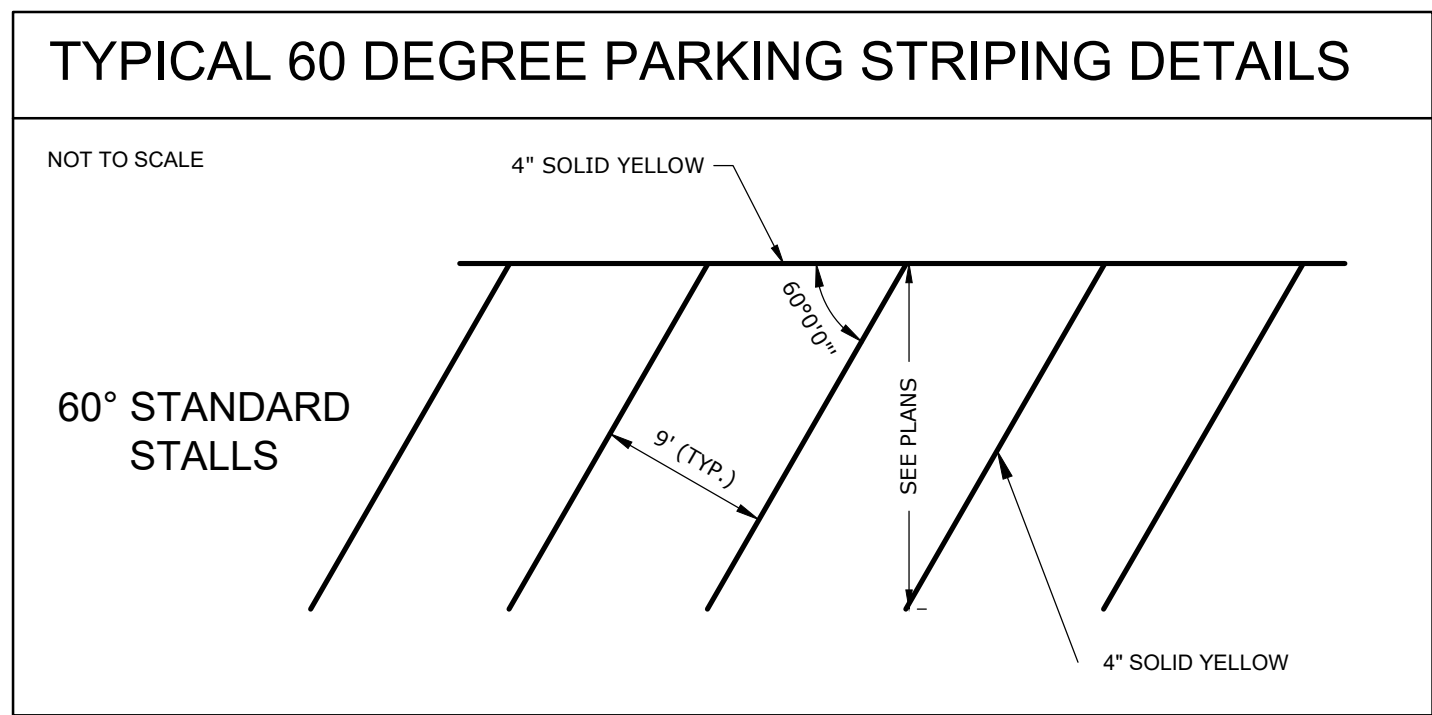 TYPICAL 60 DEGREE PARKING STRIPING DETAILS
NOT TO SCALE
4" SOLID YELLOW
60°0'0"'
60° STANDARD
STALLS
9' (TYP.)
SEE PLANS
4" SOLID YELLOW